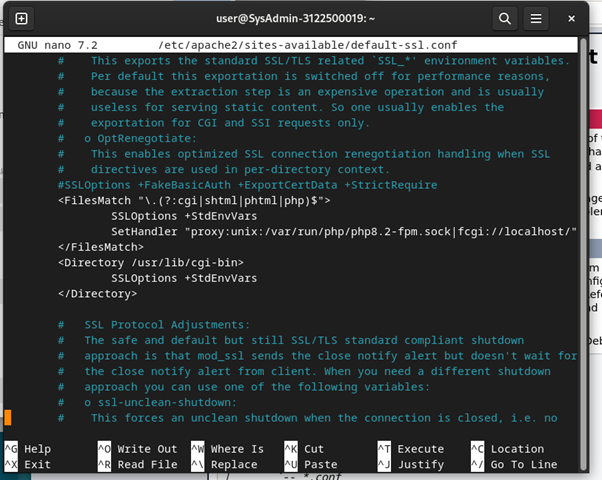 user@SysAdmin-3122500019: ~
GNU nano 7.2 /etc/apache2/sites-available/default-ssl.conf
# This exports the standard SSL/TLS related `SSL_*' environment variables.
# Per default this exportation is switched off for performance reasons,
# because the extraction step is an expensive operation and is usually
# useless for serving static content. So one usually enables the
# exportation for CGI and SSI requests only.
# o OptRenegotiate:
# This enables optimized SSL connection renegotiation handling when SSL
# directives are used in per-directory context.
#SSLOptions +FakeBasicAuth +ExportCertData +StrictRequire
<FilesMatch "\.(?:cgi|shtml|phtml|php)$">
SSLOptions +StdEnvVars
SetHandler "proxy:unix:/var/run/php/php8.2-fpm.sock|fcgi://localhost/"
</FilesMatch>
<Directory /usr/lib/cgi-bin>
SSLOptions +StdEnvVars
</Directory>
# SSL Protocol Adjustments:
# The safe and default but still SSL/TLS standard compliant shutdown
# approach is that mod_ssl sends the close notify alert but doesn't wait for
# the close notify alert from client. When you need a different shutdown
# approach you can use one of the following variables:
# o ssl-unclean-shutdown:
# This forces an unclean shutdown when the connection is closed, i.e. no
^G Help ^O Write Out ^W Where Is ^K Cut ^T Execute ^C Location
^X Exit ^R Read File ^\ Replace ^U Paste ^J Justify ^/ Go To Line
-- *.conf